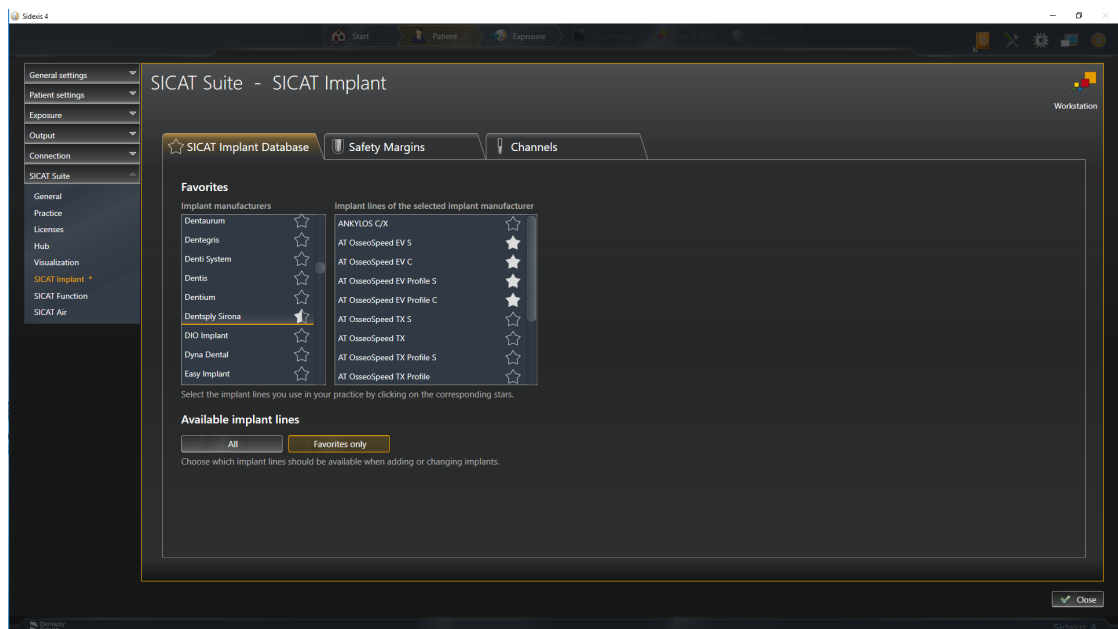 Sidexis 4
Start
Patient
Exposure
General settings
Patient settings
Exposure
Output
Connection
SICAT Suite
General
Practice
Licenses
Hub
Visualization
SICAT Implant *
SICAT Function
SICAT Air
SICAT Suite - SICAT Implant
Workstation
SICAT Implant Database
Safety Margins
Channels
Favorites
Implant manufacturers
Dentaurum
Dentegris
Denti System
Dentis
Dentium
Dentsply Sirona
DIO Implant
Dyna Dental
Easy Implant
Implant lines of the selected implant manufacturer
ANKYLOS C/X
AT OsseoSpeed EV S
AT OsseoSpeed EV C
AT OsseoSpeed EV Profile S
AT OsseoSpeed EV Profile C
AT OsseoSpeed TX S
AT OsseoSpeed TX
AT OsseoSpeed TX Profile S
AT OsseoSpeed TX Profile
Select the implant lines you use in your practice by clicking on the corresponding stars.
Available implant lines
All
Favorites only
Choose which implant lines should be available when adding or changing implants.
Close
Dentsply
Sidexis 4